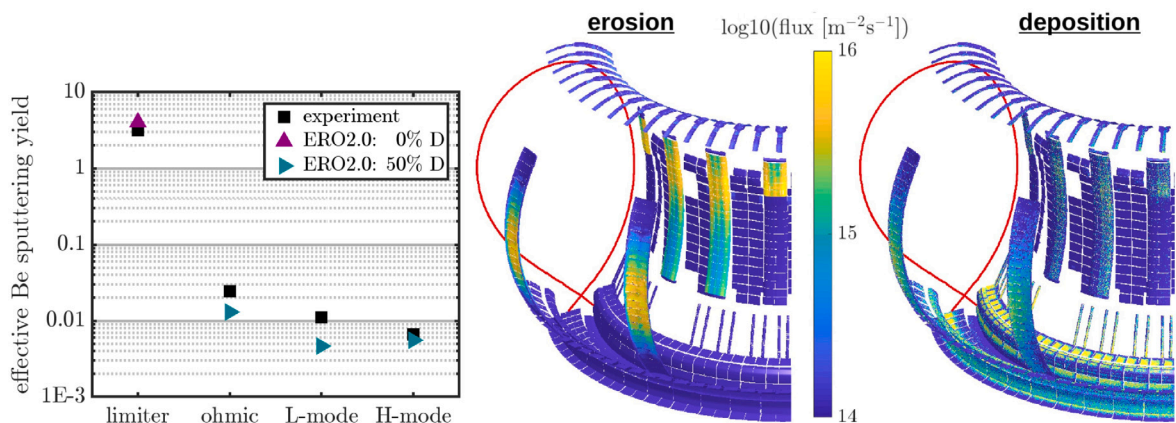 10
1
0.1
0.01
1E-3
effective Be sputtering yield
experiment
ERO2.0: 0% D
ERO2.0: 50% D
limiter
ohmic
L-mode
H-mode
erosion
log10(flux [m⁻²s⁻¹])
deposition
16
15
14